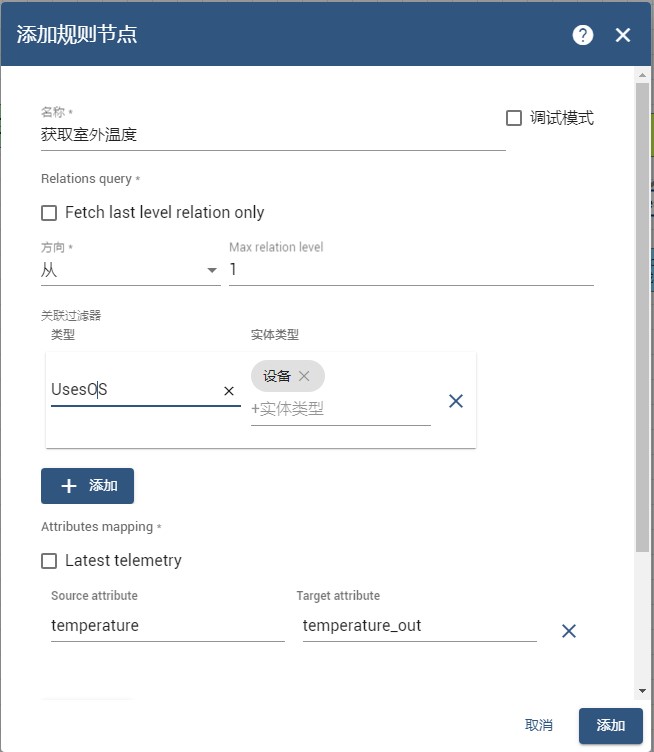 添加规则节点
名称 *
获取室外温度
调试模式
Relations query *
Fetch last level relation only
方向 *
Max relation level
从
1
关联过滤器
类型
实体类型
设备
UsesOS
+实体类型
添加
Attributes mapping *
Latest telemetry
Source attribute
Target attribute
temperature
temperature_out
取消
添加